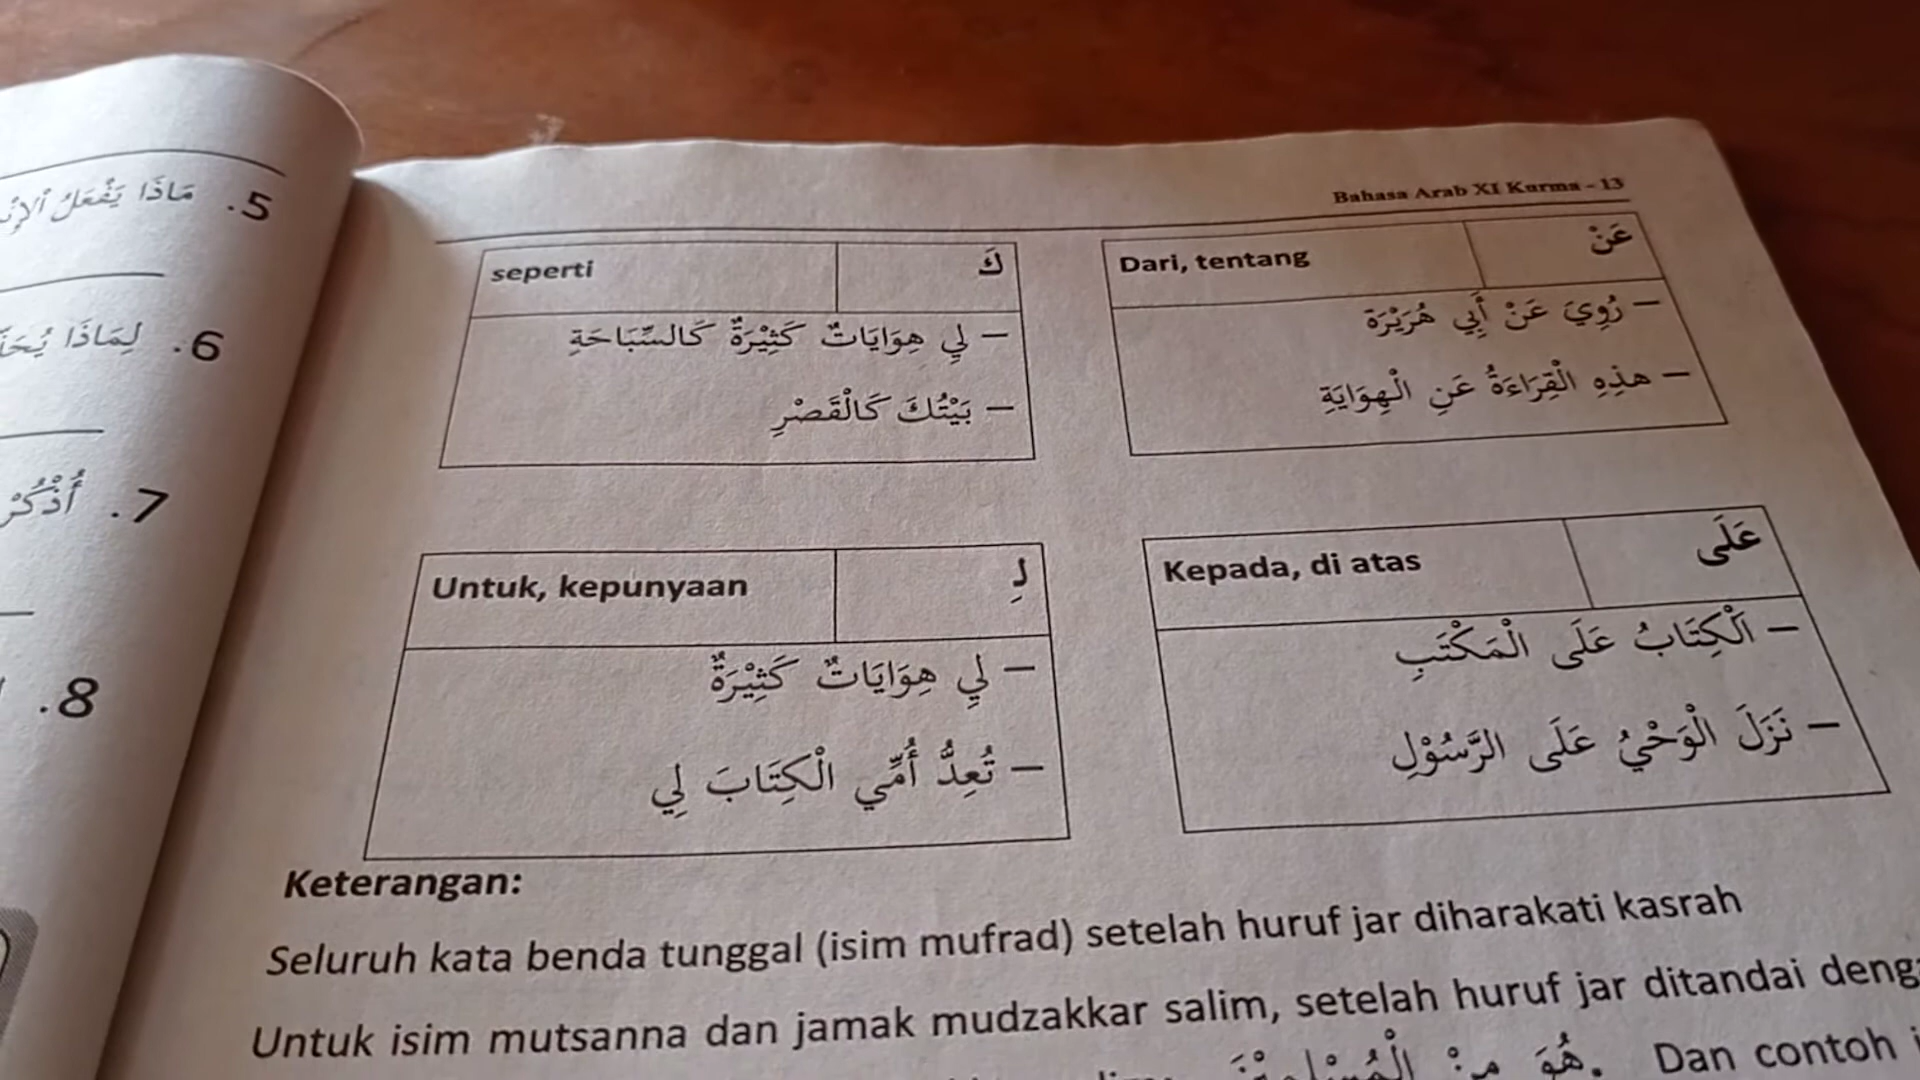 5. مَاذَا يَفْعَلُ
6. لِمَاذَا
7. أُذْكُرْ
8.
Bahasa Arab XI Kurma - 13
Dari, tentang عَنْ
– رُوِيَ عَنْ أَبِي هُرَيْرَة
– هذِهِ الْقِرَاءَةُ عَنِ الْهِوَايَةِ
seperti كَ
– لِي هِوَايَاتٌ كَثِيْرَةٌ كَالسِّبَاحَةِ
– بَيْتُكَ كَالْقَصْرِ
Kepada, di atas عَلَى
– اَلْكِتَابُ عَلَى الْمَكْتَبِ
– نَزَلَ الْوَحْيُ عَلَى الرَّسُوْلِ
Untuk, kepunyaan لِـ
– لِي هِوَايَاتٌ كَثِيْرَةٌ
– تُعِدُّ أُمِّي الْكِتَابَ لِي
Keterangan:
Seluruh kata benda tunggal (isim mufrad) setelah huruf jar diharakati kasrah
Untuk isim mutsanna dan jamak mudzakkar salim, setelah huruf jar ditandai
هُوَ مِنْ الْمُسْلِمِيْنَ. Dan contoh